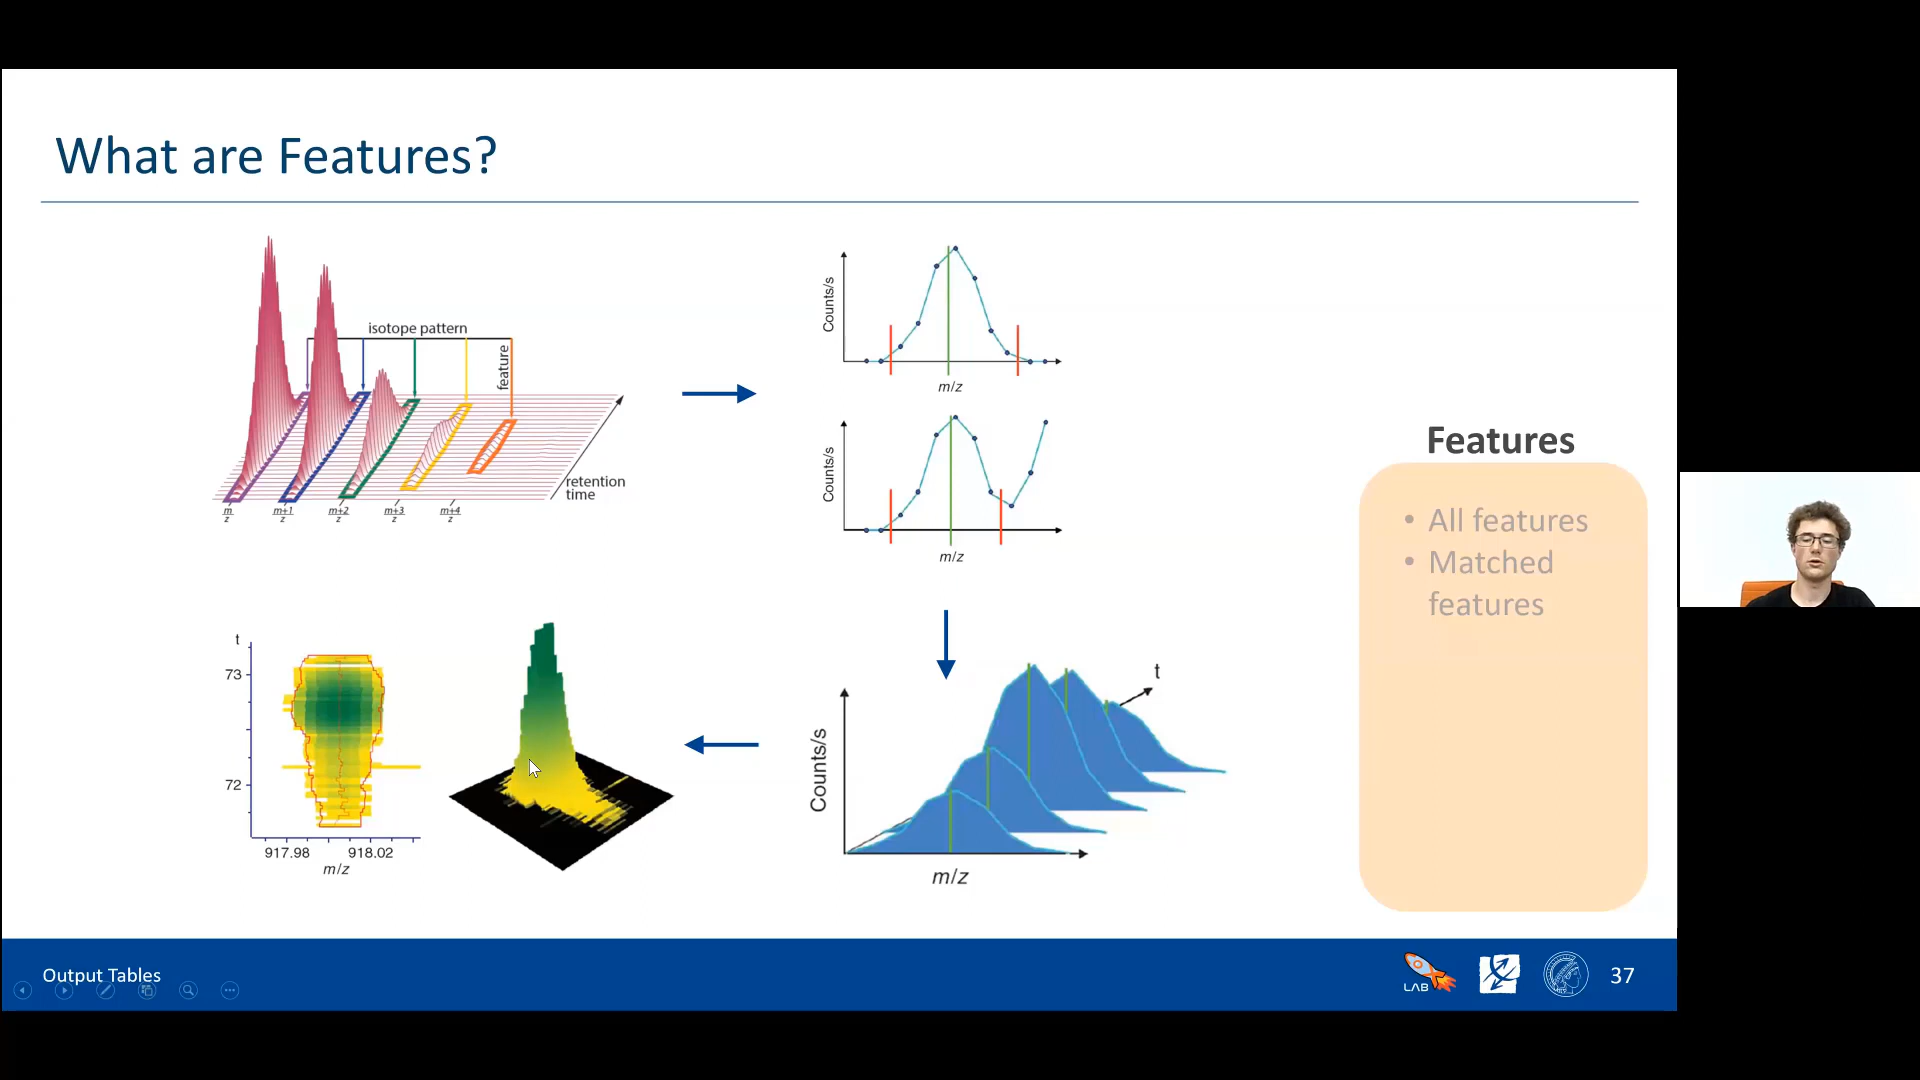 What are Features?
isotope pattern
feature
retention
time
m/z
m+1/z
m+2/z
m+3/z
m+4/z
Counts/s
m/z
Counts/s
m/z
Features
• All features
• Matched
features
t
73
72
917.98
918.02
m/z
t
Counts/s
m/z
Output Tables
LAB
37